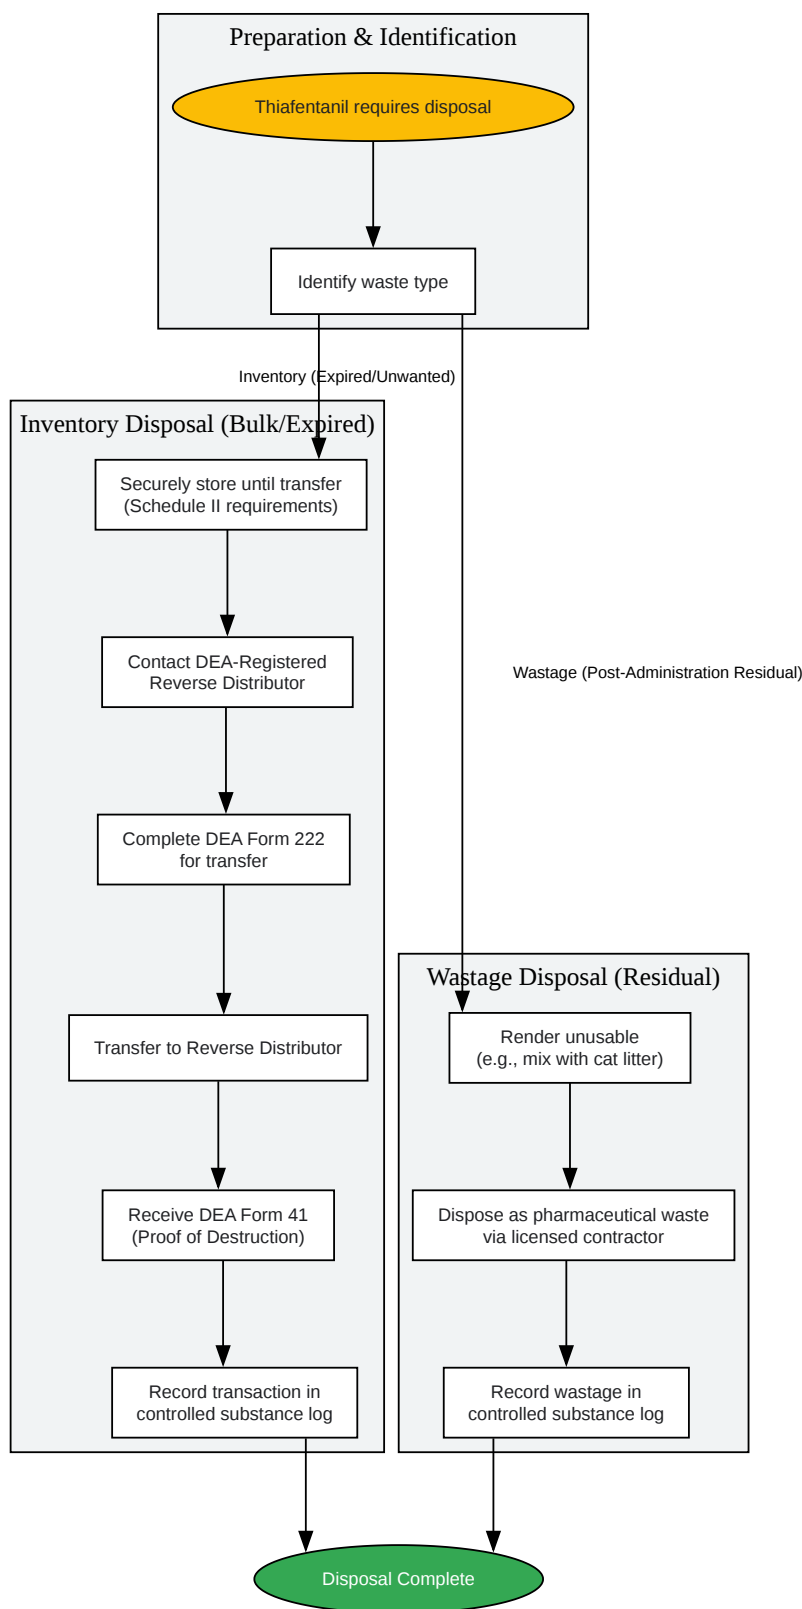 Preparation & Identification
Thiafentanil requires disposal
Identify waste type
Inventory (Expired/Unwanted)
Inventory Disposal (Bulk/Expired)
Securely store until transfer
(Schedule II requirements)
Contact DEA-Registered
Reverse Distributor
Complete DEA Form 222
for transfer
Transfer to Reverse Distributor
Receive DEA Form 41
(Proof of Destruction)
Record transaction in
controlled substance log
Wastage (Post-Administration Residual)
Wastage Disposal (Residual)
Render unusable
(e.g., mix with cat litter)
Dispose as pharmaceutical waste
via licensed contractor
Record wastage in
controlled substance log
Disposal Complete